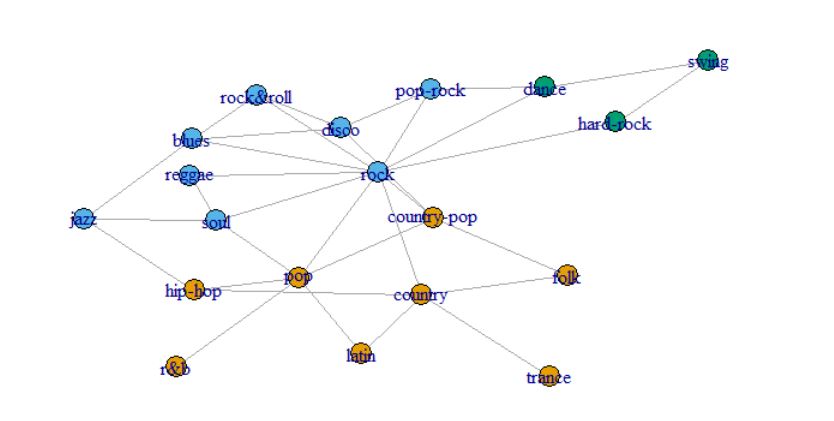 swing
rock&roll
pop-rock
dance
disco
hard-rock
blues
reggae
rock
jazz
soul
country-pop
pop
folk
hip-hop
country
latin
r&b
trance